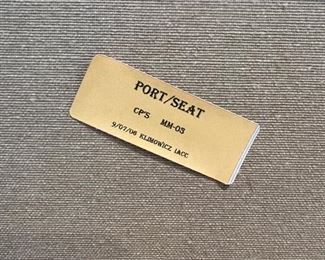 PORT/SEAT
CP'S MM-03
9/07/06 KLIMOWICZ IACC